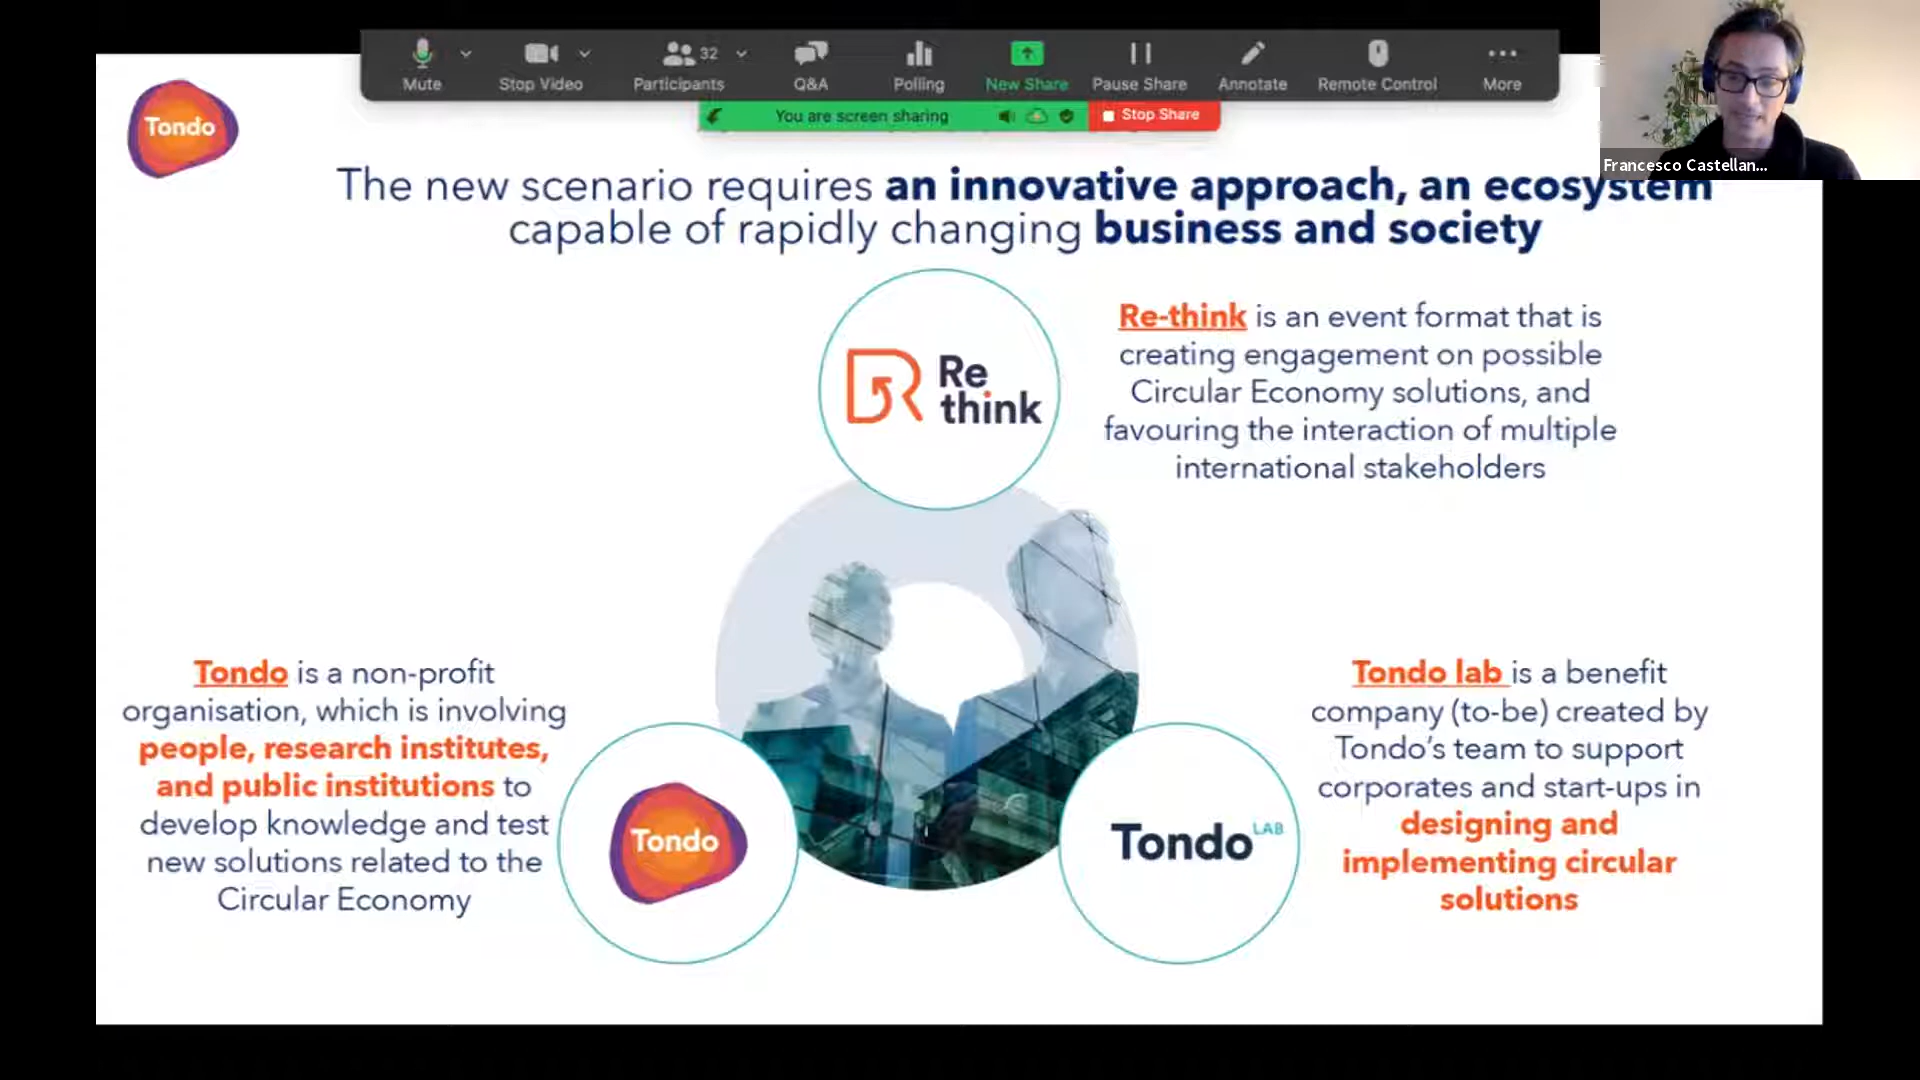 Mute
Stop Video
32
Participants
Q&A
Polling
New Share
Pause Share
Annotate
Remote Control
More
You are screen sharing
Stop Share
Francesco Castellan...
Tondo
The new scenario requires an innovative approach, an ecosystem
capable of rapidly changing business and society
Re
think
Re-think is an event format that is
creating engagement on possible
Circular Economy solutions, and
favouring the interaction of multiple
international stakeholders
Tondo is a non-profit
organisation, which is involving
people, research institutes,
and public institutions to
develop knowledge and test
new solutions related to the
Circular Economy
Tondo
Tondo LAB
Tondo lab is a benefit
company (to-be) created by
Tondo's team to support
corporates and start-ups in
designing and
implementing circular
solutions